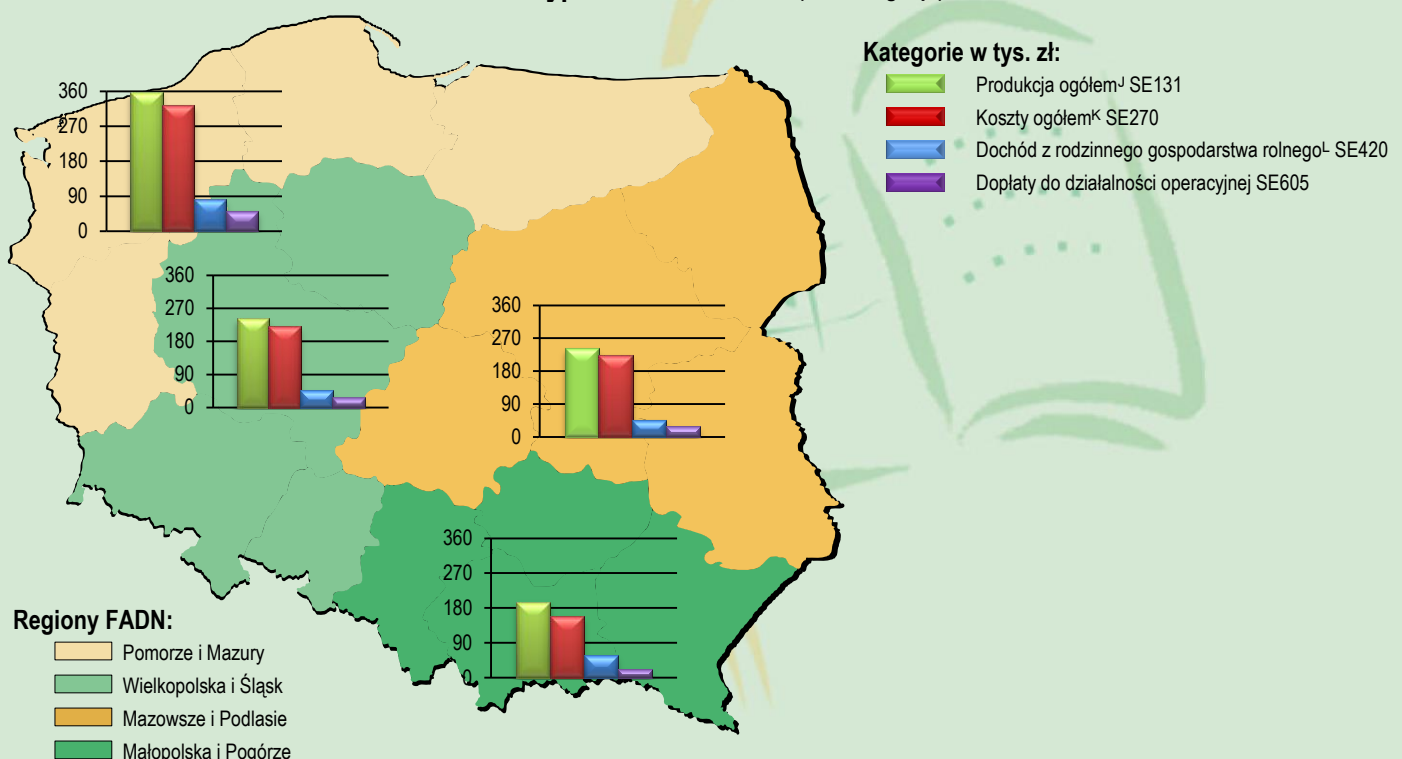 Kategorie w tys. zł:
Produkcja ogółemᴶ SE131
Koszty ogółemᴷ SE270
Dochód z rodzinnego gospodarstwa rolnegoᴸ SE420
Dopłaty do działalności operacyjnej SE605
360
270
180
90
0
360
270
180
90
0
360
270
180
90
0
360
270
180
90
0
Regiony FADN:
Pomorze i Mazury
Wielkopolska i Śląsk
Mazowsze i Podlasie
Małopolska i Pogórze